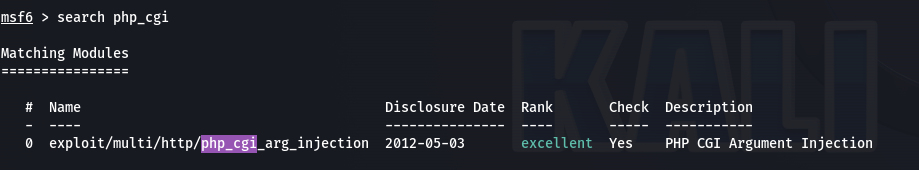 msf6 > search php_cgi
Matching Modules
================
#  Name                                      Disclosure Date  Rank       Check  Description
-  ----                                      ---------------  ----       -----  -----------
0  exploit/multi/http/php_cgi_arg_injection  2012-05-03       excellent  Yes    PHP CGI Argument Injection
KALI